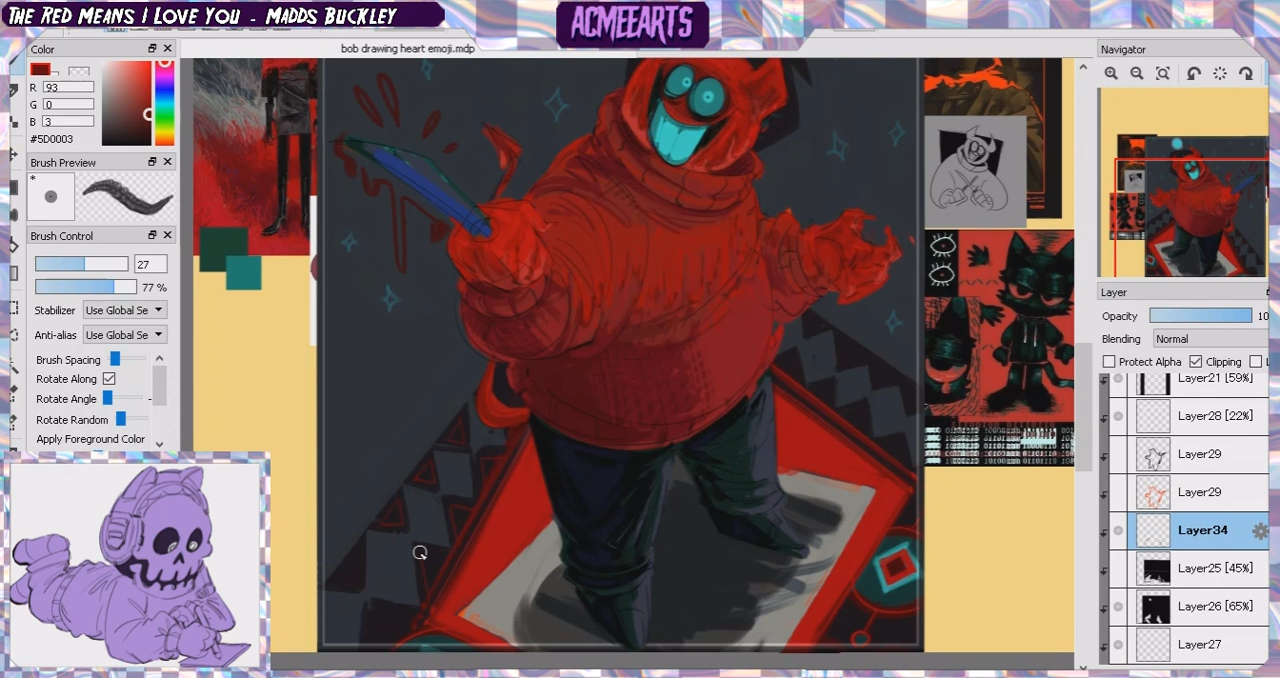 THE RED MEANS I LOVE YOU - MADDS BUCKLEY
ACMEEARTS
bob drawing heart emoji.mdp
Color
R 93
G 0
B 3
#5D0003
Brush Preview
*
Brush Control
27
77 %
Stabilizer Use Global Se
Anti-alias Use Global Se
Brush Spacing
Rotate Along
Rotate Angle
Rotate Random
Apply Foreground Color
Navigator
Layer
Opacity 10
Blending Normal
Protect Alpha Clipping L
Layer21 [59%]
Layer28 [22%]
Layer29
Layer29
Layer34
Layer25 [45%]
Layer26 [65%]
Layer27